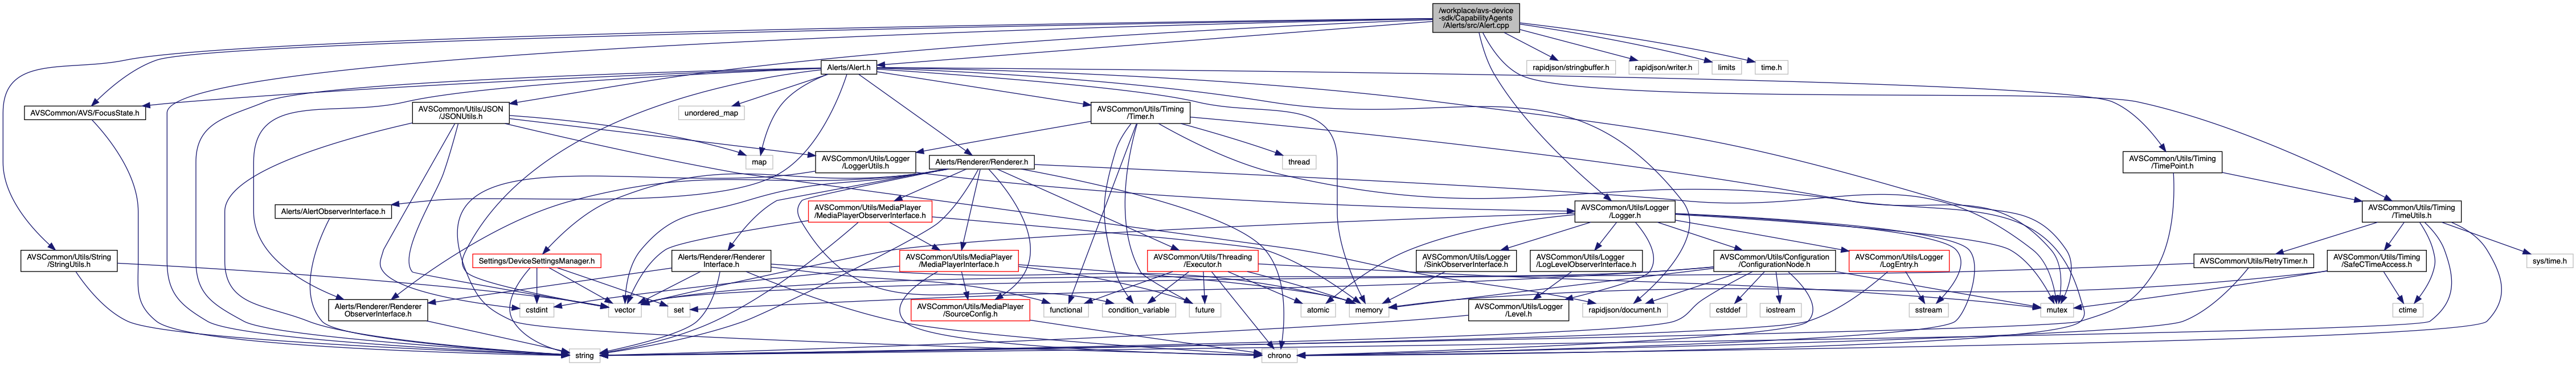 /workplace/avs-device
-sdk/CapabilityAgents
/Alerts/src/Alert.cpp
Alerts/Alert.h
rapidjson/stringbuffer.h
rapidjson/writer.h
limits
time.h
AVSCommon/AVS/FocusState.h
AVSCommon/Utils/JSON
/JSONUtils.h
unordered_map
AVSCommon/Utils/Timing
/Timer.h
map
AVSCommon/Utils/Logger
/LoggerUtils.h
Alerts/Renderer/Renderer.h
thread
AVSCommon/Utils/Timing
/TimePoint.h
Alerts/AlertObserverInterface.h
AVSCommon/Utils/MediaPlayer
/MediaPlayerObserverInterface.h
AVSCommon/Utils/Logger
/Logger.h
AVSCommon/Utils/Timing
/TimeUtils.h
AVSCommon/Utils/String
/StringUtils.h
Settings/DeviceSettingsManager.h
Alerts/Renderer/Renderer
Interface.h
AVSCommon/Utils/MediaPlayer
/MediaPlayerInterface.h
AVSCommon/Utils/Threading
/Executor.h
AVSCommon/Utils/Logger
/SinkObserverInterface.h
AVSCommon/Utils/Logger
/LogLevelObserverInterface.h
AVSCommon/Utils/Configuration
/ConfigurationNode.h
AVSCommon/Utils/Logger
/LogEntry.h
AVSCommon/Utils/RetryTimer.h
AVSCommon/Utils/Timing
/SafeCTimeAccess.h
sys/time.h
Alerts/Renderer/Renderer
ObserverInterface.h
cstdint
vector
set
AVSCommon/Utils/MediaPlayer
/SourceConfig.h
functional
condition_variable
future
atomic
memory
AVSCommon/Utils/Logger
/Level.h
rapidjson/document.h
cstddef
iostream
sstream
mutex
ctime
string
chrono